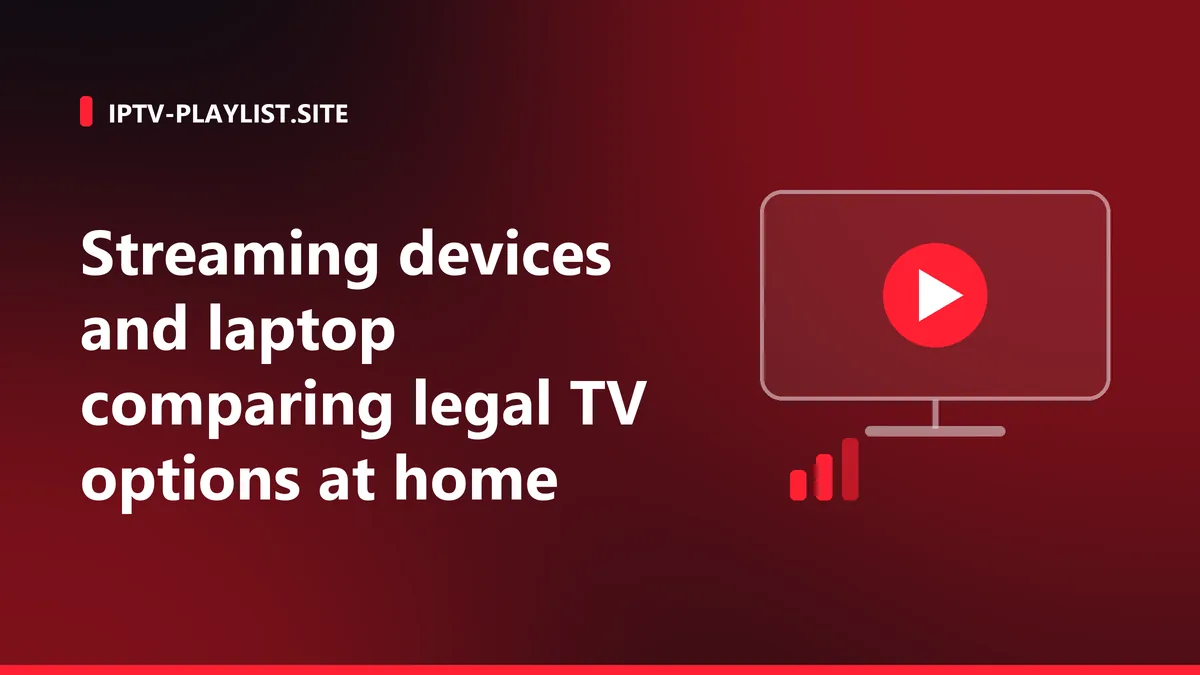 IPTV-PLAYLIST.SITE
Streaming devices
and laptop
comparing legal TV
options at home